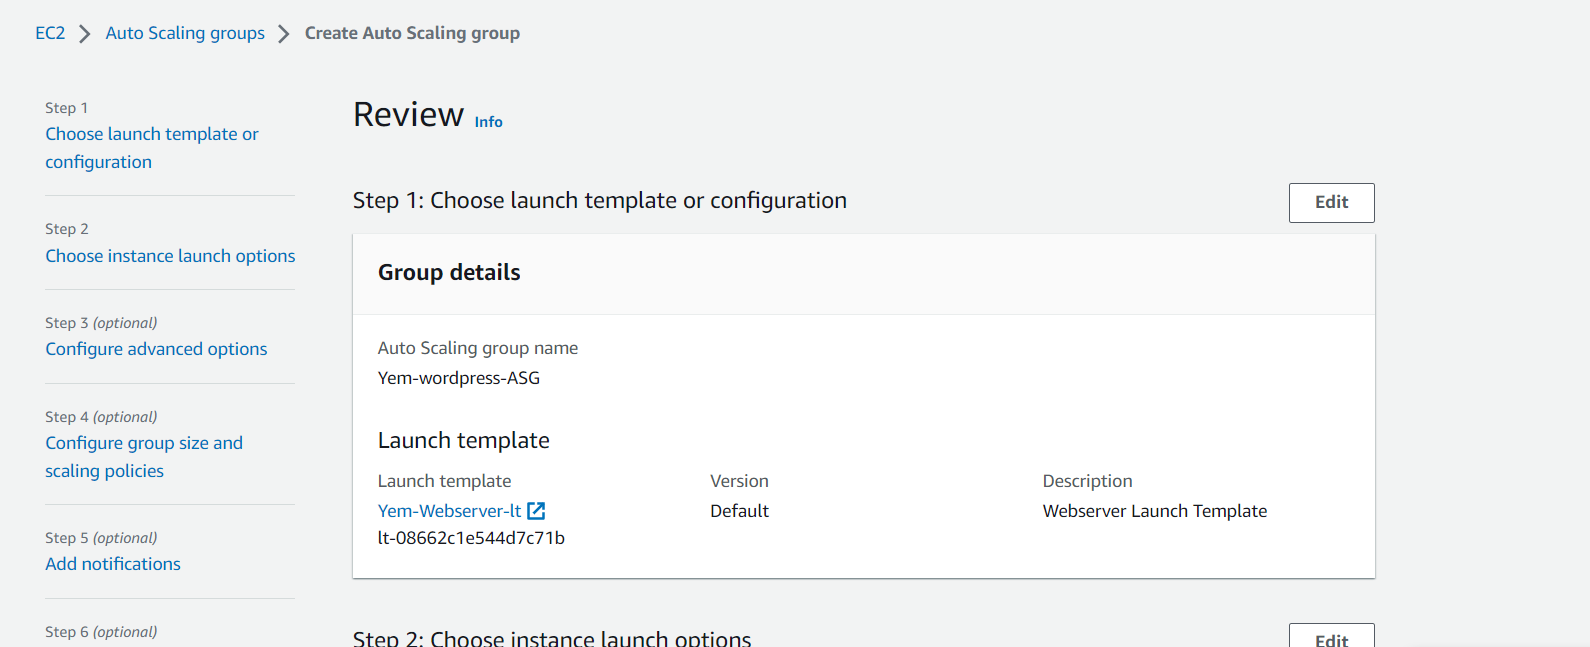 EC2 > Auto Scaling groups > Create Auto Scaling group
Step 1
Choose launch template or
configuration
Step 2
Choose instance launch options
Step 3 (optional)
Configure advanced options
Step 4 (optional)
Configure group size and
scaling policies
Step 5 (optional)
Add notifications
Step 6 (optional)
Review Info
Step 1: Choose launch template or configuration
Edit
Group details
Auto Scaling group name
Yem-wordpress-ASG
Launch template
Launch template
Yem-Webserver-lt
lt-08662c1e544d7c71b
Version
Default
Description
Webserver Launch Template
Step 2: Choose instance launch options
Edit